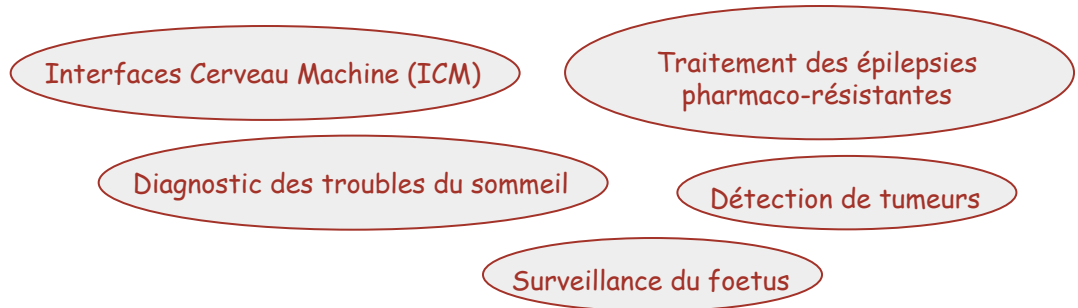 Interfaces Cerveau Machine (ICM)
Traitement des épilepsies
pharmaco-résistantes
Diagnostic des troubles du sommeil
Détection de tumeurs
Surveillance du foetus